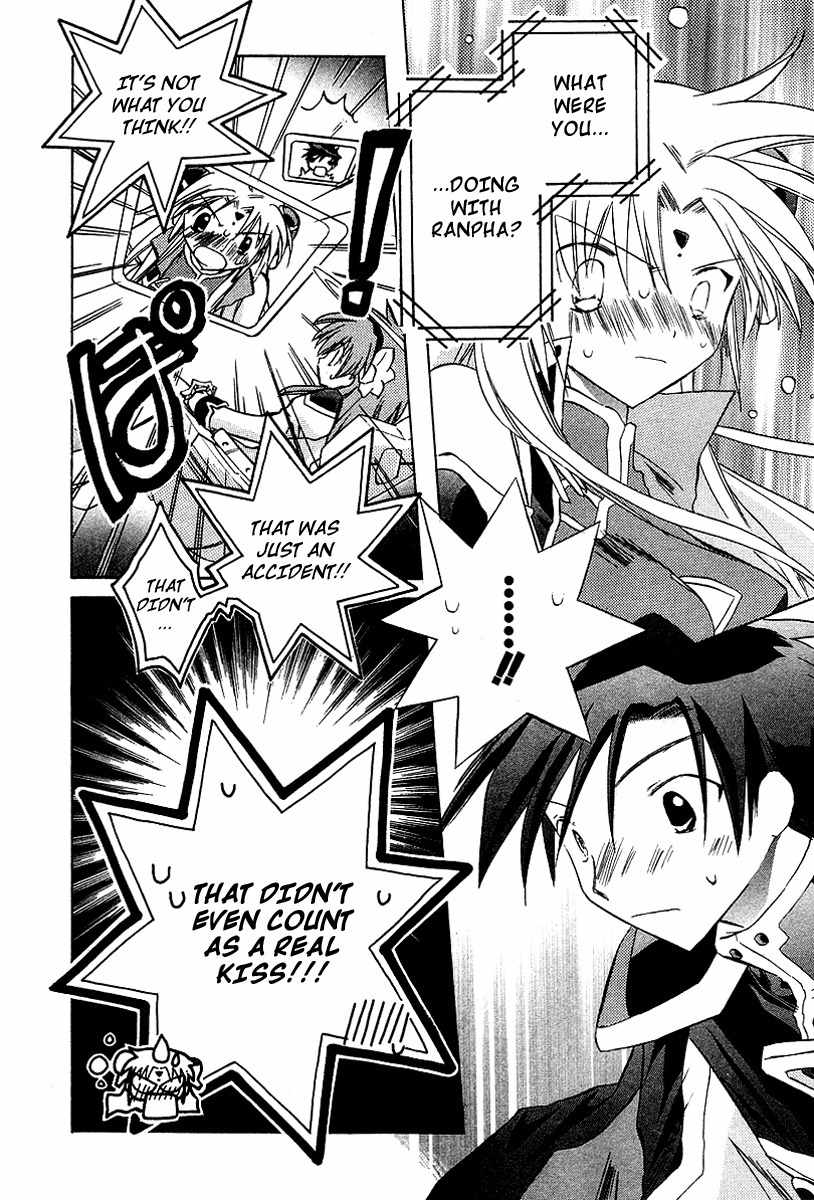 WHAT
WERE
YOU...
...DOING
WITH
RANPHA?
......!!
!
IT'S NOT
WHAT YOU
THINK!!
ぱ
THAT WAS
JUST AN
ACCIDENT!!
THAT
DIDN'T
...
THAT DIDN'T
EVEN COUNT
AS A REAL
KISS!!!